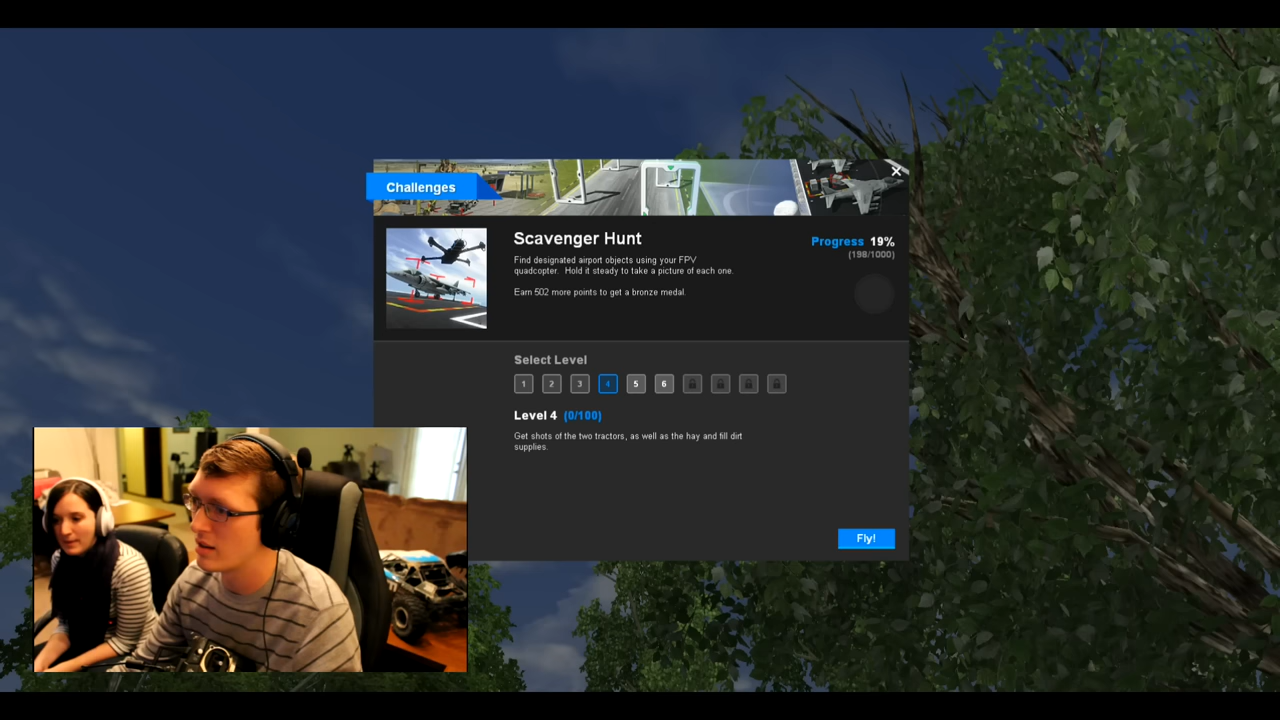 Challenges
Scavenger Hunt
Progress 19%
(198/1000)
Find designated airport objects using your FPV
quadcopter. Hold it steady to take a picture of each one.
Earn 502 more points to get a bronze medal.
Select Level
1 2 3 4 5 6
Level 4 (0/100)
Get shots of the two tractors, as well as the hay and fill dirt
supplies.
Fly!